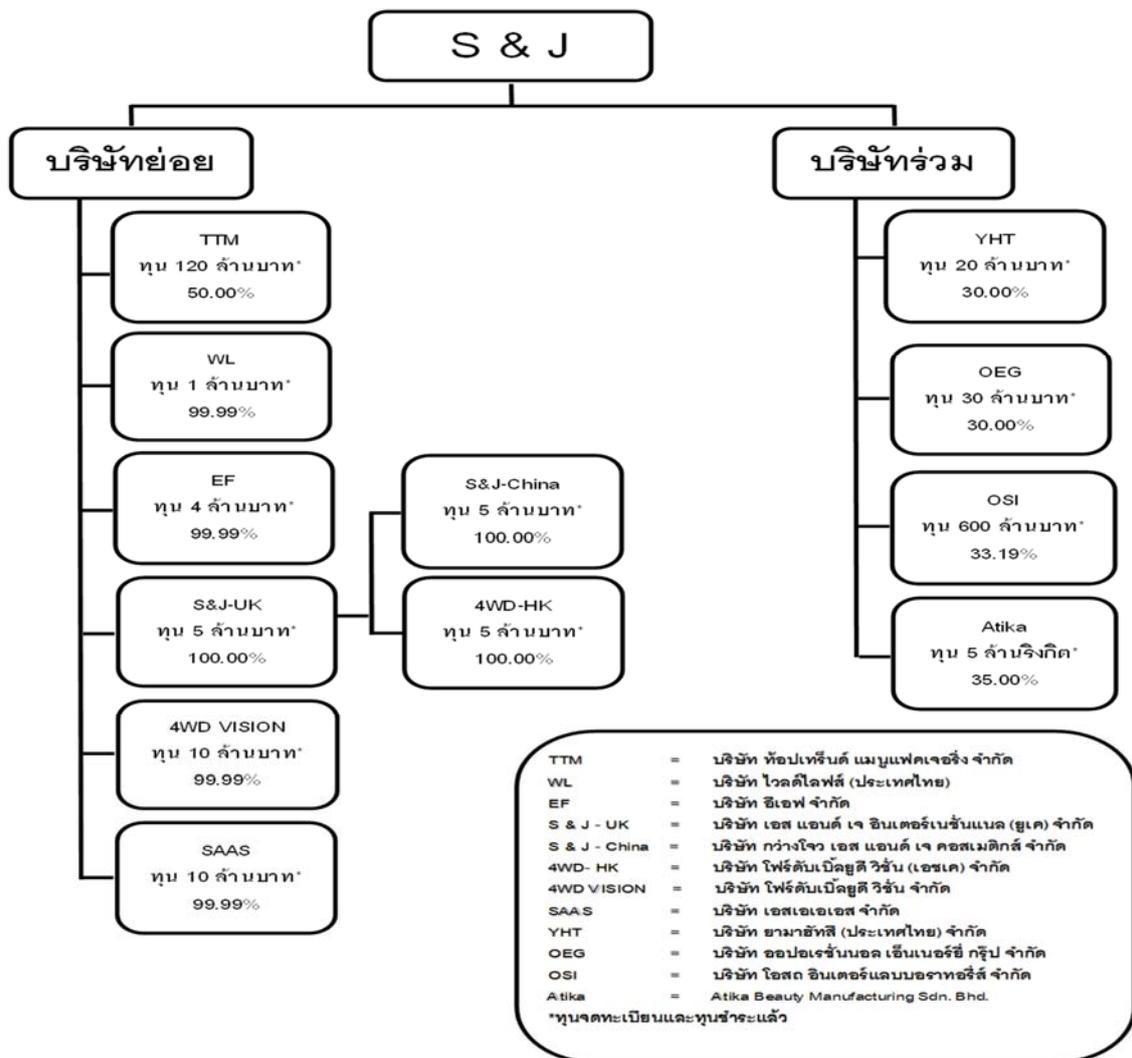 S & J
บริษัทย่อย
TTM
ทุน 120 ล้านบาท*
50.00%
WL
ทุน 1 ล้านบาท*
99.99%
EF
ทุน 4 ล้านบาท*
99.99%
S&J-UK
ทุน 5 ล้านบาท*
100.00%
S&J-China
ทุน 5 ล้านบาท*
100.00%
4WD-HK
ทุน 5 ล้านบาท*
100.00%
4WD VISION
ทุน 10 ล้านบาท*
99.99%
SAAS
ทุน 10 ล้านบาท*
99.99%
บริษัทร่วม
YHT
ทุน 20 ล้านบาท*
30.00%
OEG
ทุน 30 ล้านบาท*
30.00%
OSI
ทุน 600 ล้านบาท*
33.19%
Atika
ทุน 5 ล้านริงกิต*
35.00%
TTM = บริษัท ท้อปเทร็นด์ แมนูแฟคเจอริ่ง จำกัด
WL = บริษัท ไวลด์ไลฟส์ (ประเทศไทย)
EF = บริษัท อีเอฟ จำกัด
S & J - UK = บริษัท เอส แอนด์ เจ อินเตอร์เนชั่นแนล (ยูเค) จำกัด
S & J - China = บริษัท กว่างโจว เอส แอนด์ เจ คอสเมติกส์ จำกัด
4WD- HK = บริษัท โฟร์ดับเบิ้ลยูดี วิชั่น (เอชเค) จำกัด
4WD VISION = บริษัท โฟร์ดับเบิ้ลยูดี วิชั่น จำกัด
SAAS = บริษัท เอสเอเอเอส จำกัด
YHT = บริษัท ยามาฮัทสึ (ประเทศไทย) จำกัด
OEG = บริษัท ออปอเรชั่นนอล เอ็นเนอร์ยี่ กรุ๊ป จำกัด
OSI = บริษัท โอสถ อินเตอร์แลบบอราทอรีส์ จำกัด
Atika = Atika Beauty Manufacturing Sdn. Bhd.
*ทุนจดทะเบียนและทุนชำระแล้ว